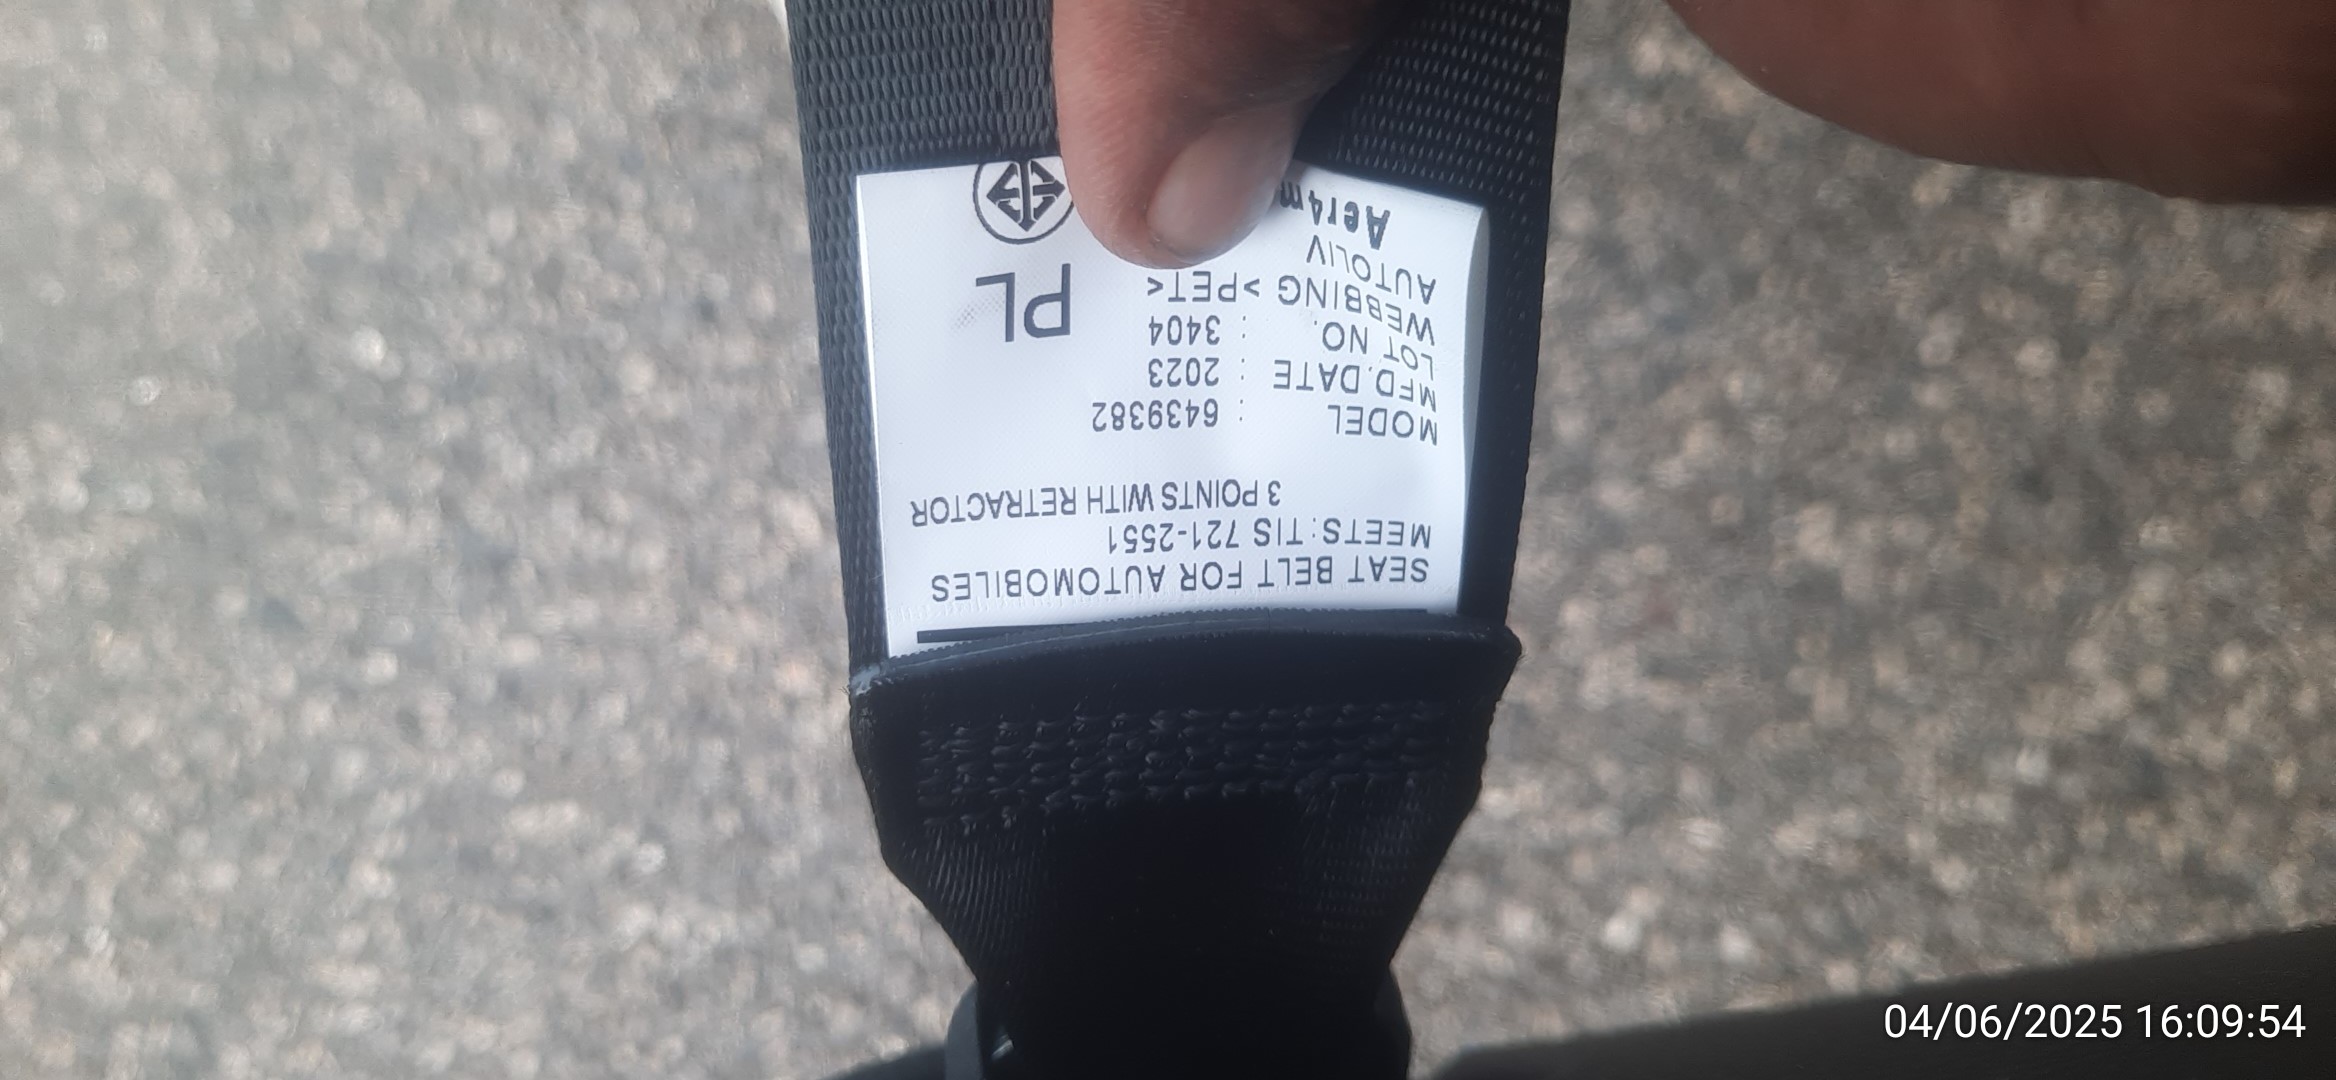 SEAT BELT FOR AUTOMOBILES
MEETS: TIS 721-2551
3 POINTS WITH RETRACTOR
MODEL : 6439382
MFD.DATE : 2023
LOT NO. : 3404
WEBBING >PET<
AUTOLIV
PL
04/06/2025 16:09:54